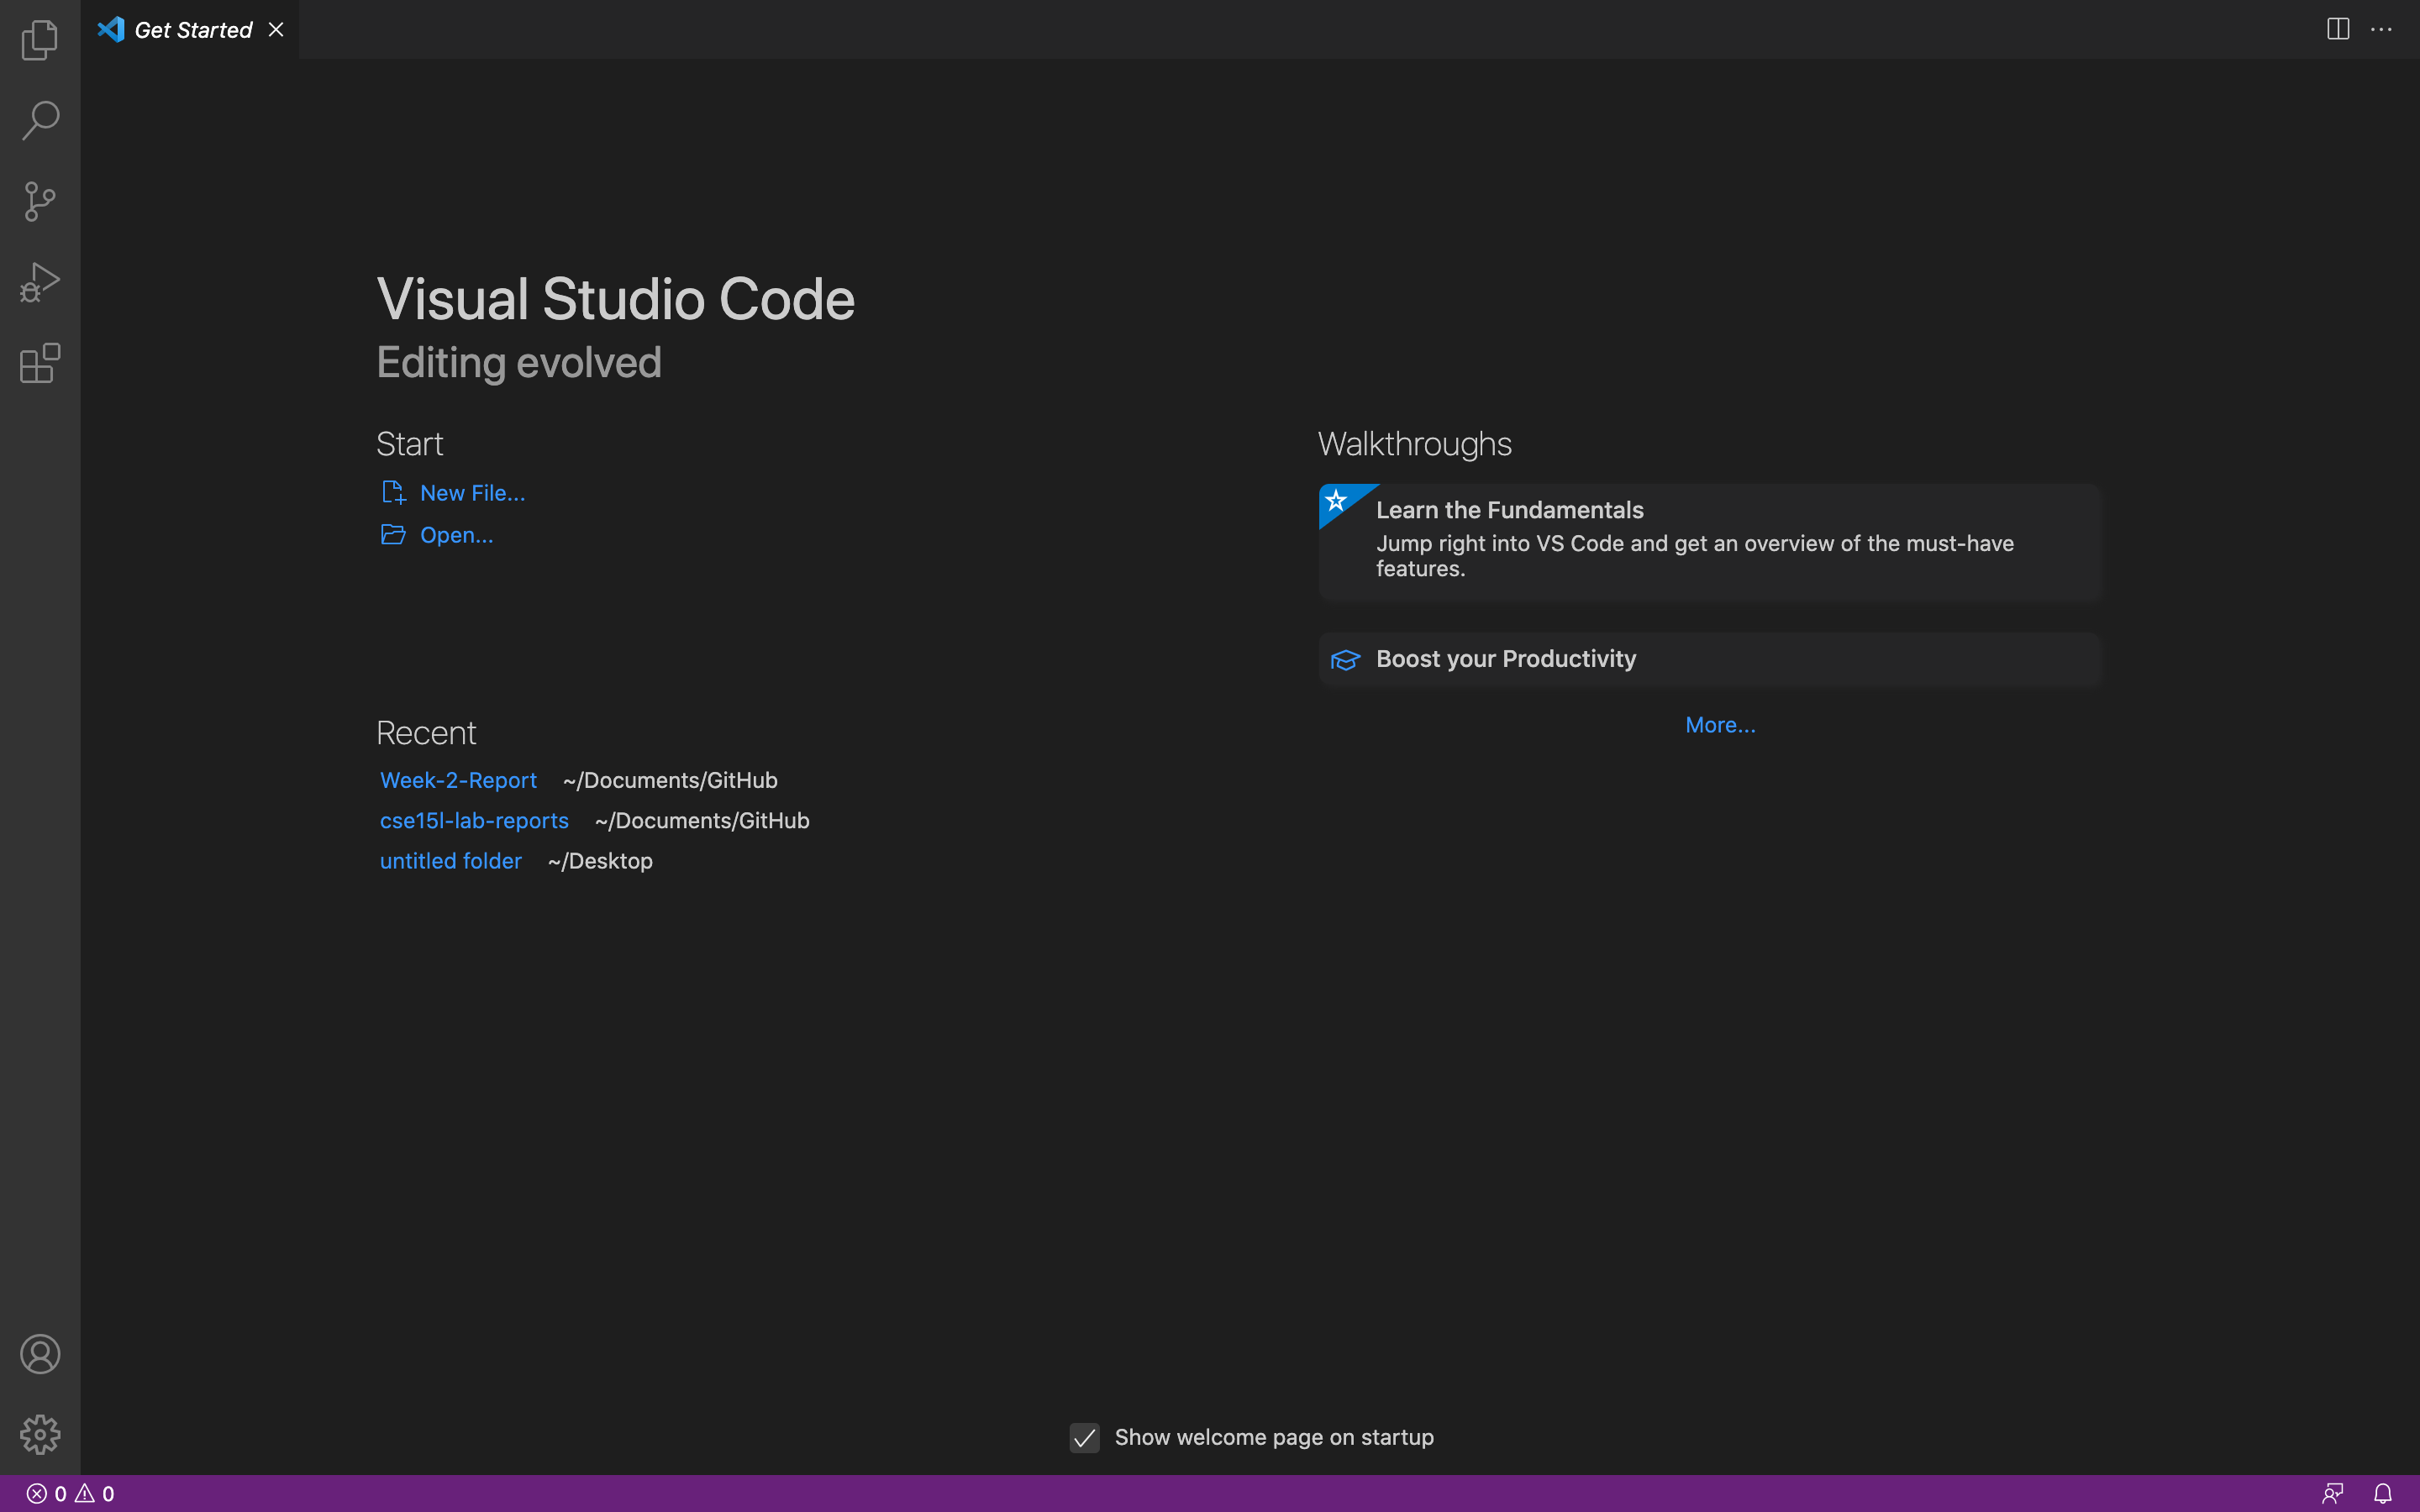 Get Started
Visual Studio Code
Editing evolved
Start
New File...
Open...
Recent
Week-2-Report ~/Documents/GitHub
cse15l-lab-reports ~/Documents/GitHub
untitled folder ~/Desktop
Walkthroughs
Learn the Fundamentals
Jump right into VS Code and get an overview of the must-have
features.
Boost your Productivity
More...
Show welcome page on startup
0 0